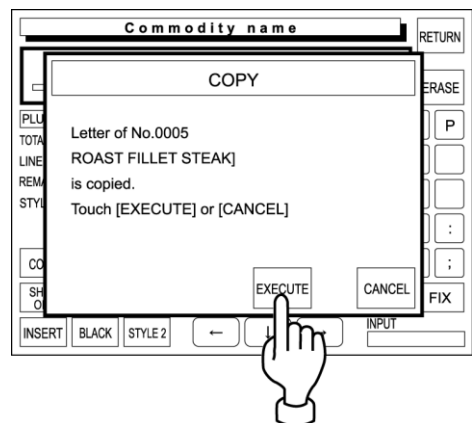 Commodity name
RETURN
COPY
ERASE
PLU
P
TOTA
Letter of No.0005
LINE
ROAST FILLET STEAK]
REMA
is copied.
STYL
Touch [EXECUTE] or [CANCEL]
:
CO
;
SH
O
EXECUTE
CANCEL
FIX
INSERT
BLACK
STYLE 2
←
↓
→
INPUT